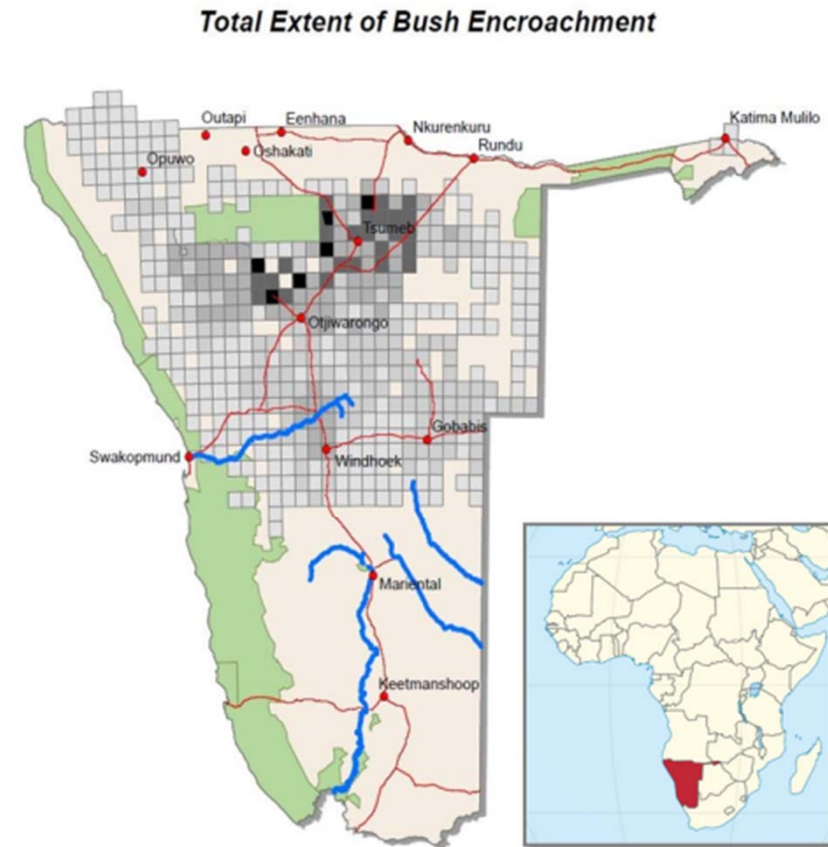 Total Extent of Bush Encroachment
Katima Mulilo
Outapi
Eenhana
Nkurenkuru
Oshakati
Rundu
Opuwo
Tsumeb
Otjiwarongo
Gobabis
Swakopmund
Windhoek
Mariental
Keetmanshoop